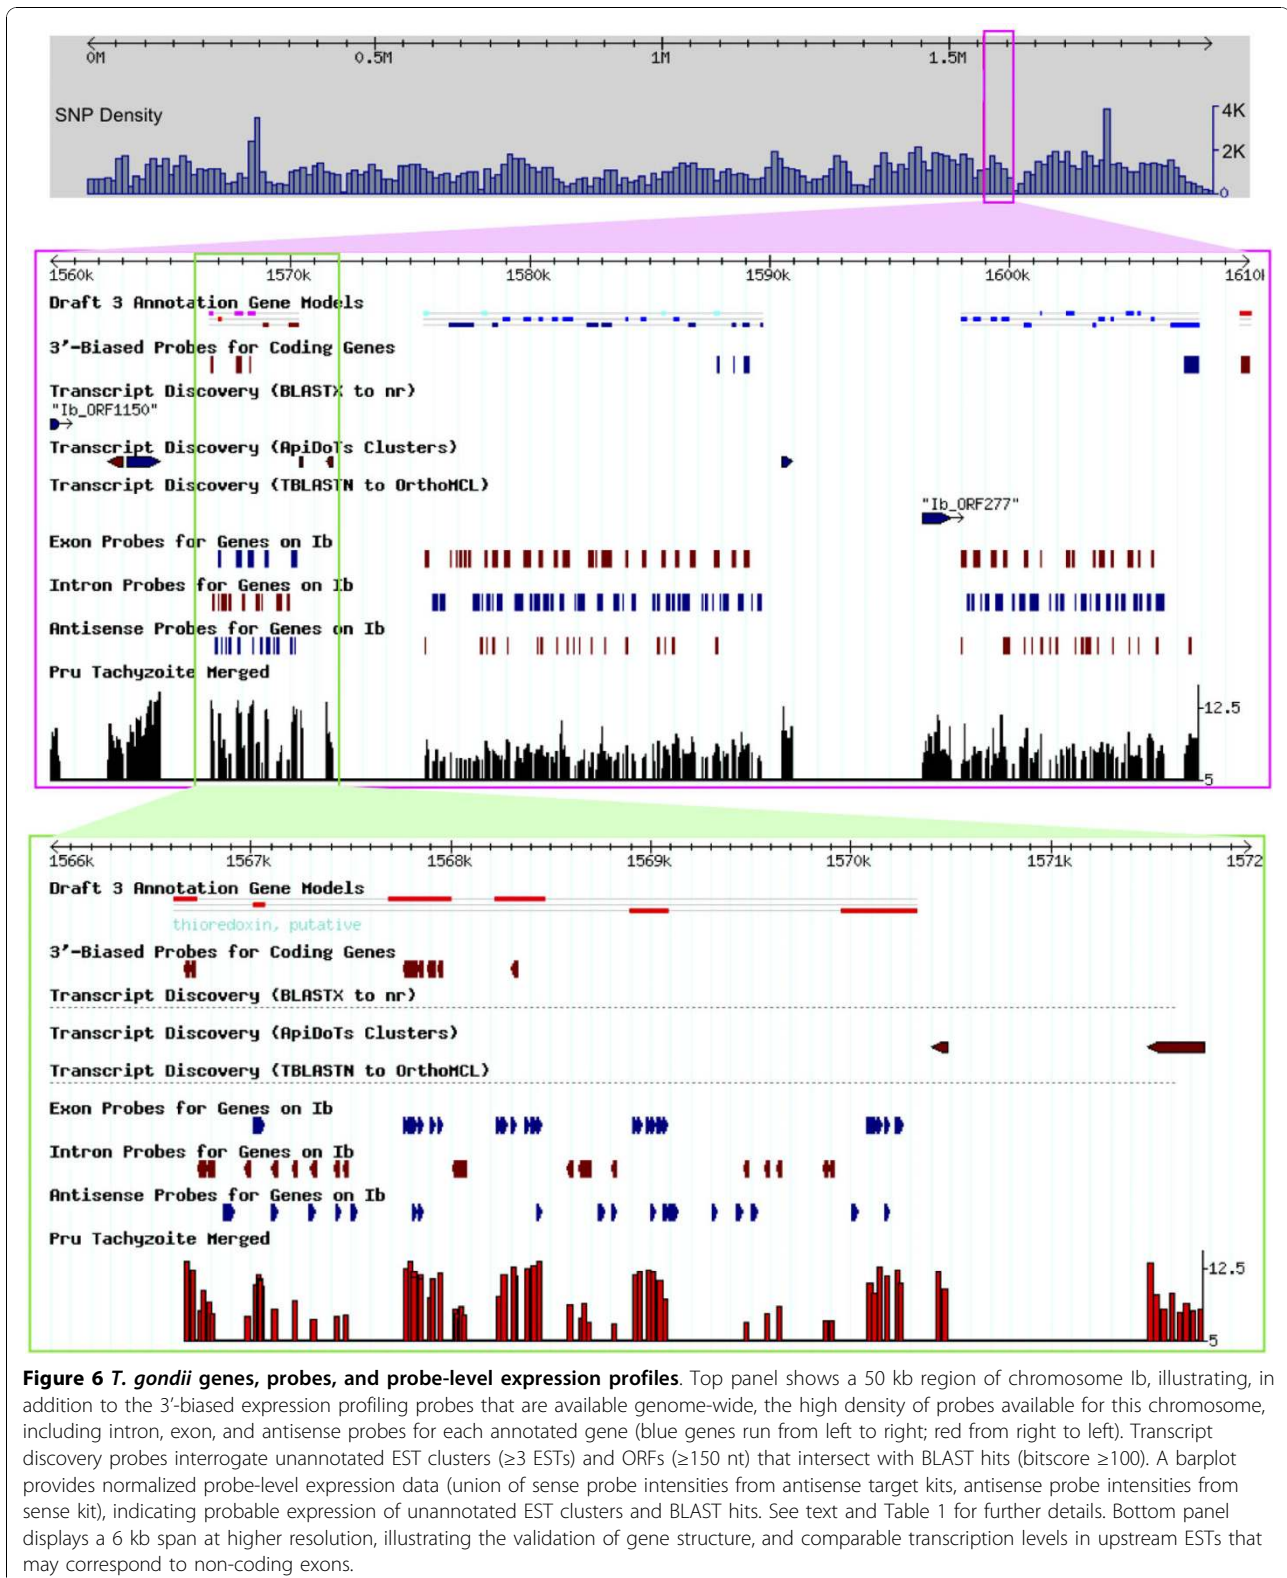 0M 0.5M 1M 1.5M
SNP Density
4K
2K
0
1560k 1570k 1580k 1590k 1600k 1610k
Draft 3 Annotation Gene Models
3'-Biased Probes for Coding Genes
Transcript Discovery (BLASTX to nr)
"Ib_ORF1150"
Transcript Discovery (ApiDoTs Clusters)
Transcript Discovery (TBLASTN to OrthoMCL)
"Ib_ORF277"
Exon Probes for Genes on Ib
Intron Probes for Genes on Ib
Antisense Probes for Genes on Ib
Pru Tachyzoite Merged
12.5
5
1566k 1567k 1568k 1569k 1570k 1571k 1572
Draft 3 Annotation Gene Models
thioredoxin, putative
3'-Biased Probes for Coding Genes
Transcript Discovery (BLASTX to nr)
Transcript Discovery (ApiDoTs Clusters)
Transcript Discovery (TBLASTN to OrthoMCL)
Exon Probes for Genes on Ib
Intron Probes for Genes on Ib
Antisense Probes for Genes on Ib
Pru Tachyzoite Merged
12.5
5
Figure 6 T. gondii genes, probes, and probe-level expression profiles. Top panel shows a 50 kb region of chromosome Ib, illustrating, in
addition to the 3'-biased expression profiling probes that are available genome-wide, the high density of probes available for this chromosome,
including intron, exon, and antisense probes for each annotated gene (blue genes run from left to right; red from right to left). Transcript
discovery probes interrogate unannotated EST clusters (≥3 ESTs) and ORFs (≥150 nt) that intersect with BLAST hits (bitscore ≥100). A barplot
provides normalized probe-level expression data (union of sense probe intensities from antisense target kits, antisense probe intensities from
sense kit), indicating probable expression of unannotated EST clusters and BLAST hits. See text and Table 1 for further details. Bottom panel
displays a 6 kb span at higher resolution, illustrating the validation of gene structure, and comparable transcription levels in upstream ESTs that
may correspond to non-coding exons.